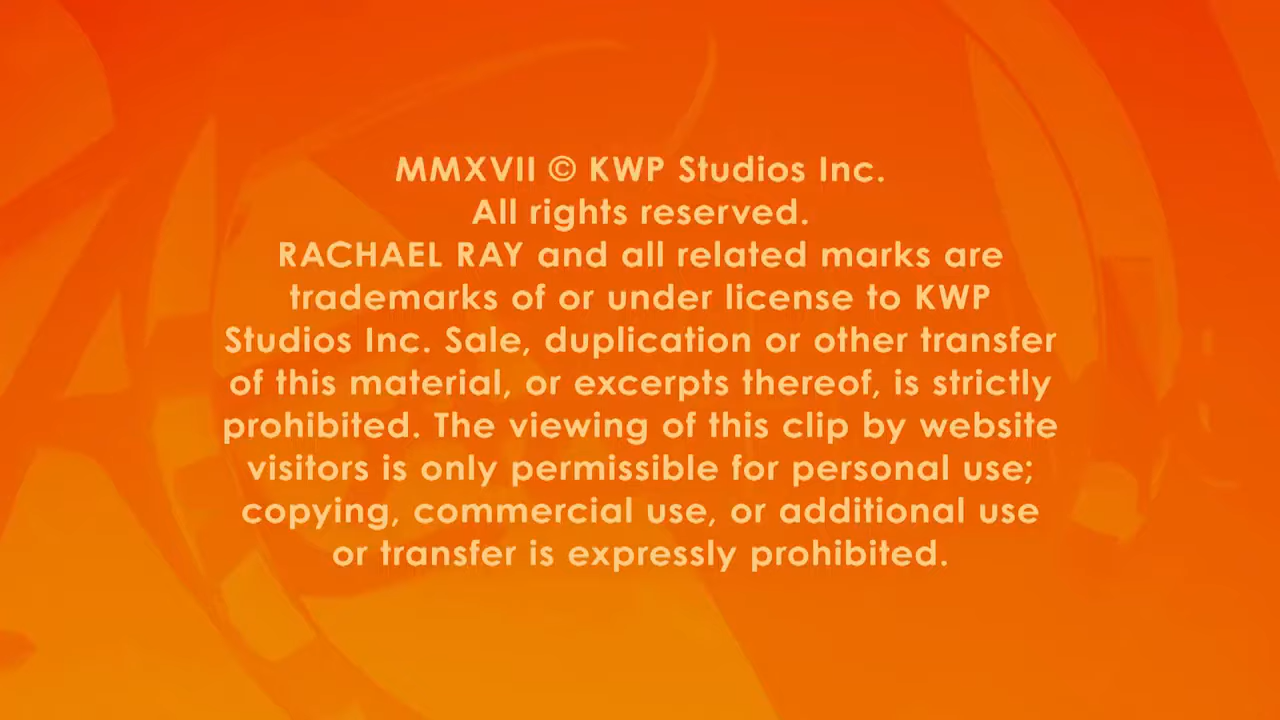 MMXVII © KWP Studios Inc.
All rights reserved.
RACHAEL RAY and all related marks are
trademarks of or under license to KWP
Studios Inc. Sale, duplication or other transfer
of this material, or excerpts thereof, is strictly
prohibited. The viewing of this clip by website
visitors is only permissible for personal use;
copying, commercial use, or additional use
or transfer is expressly prohibited.